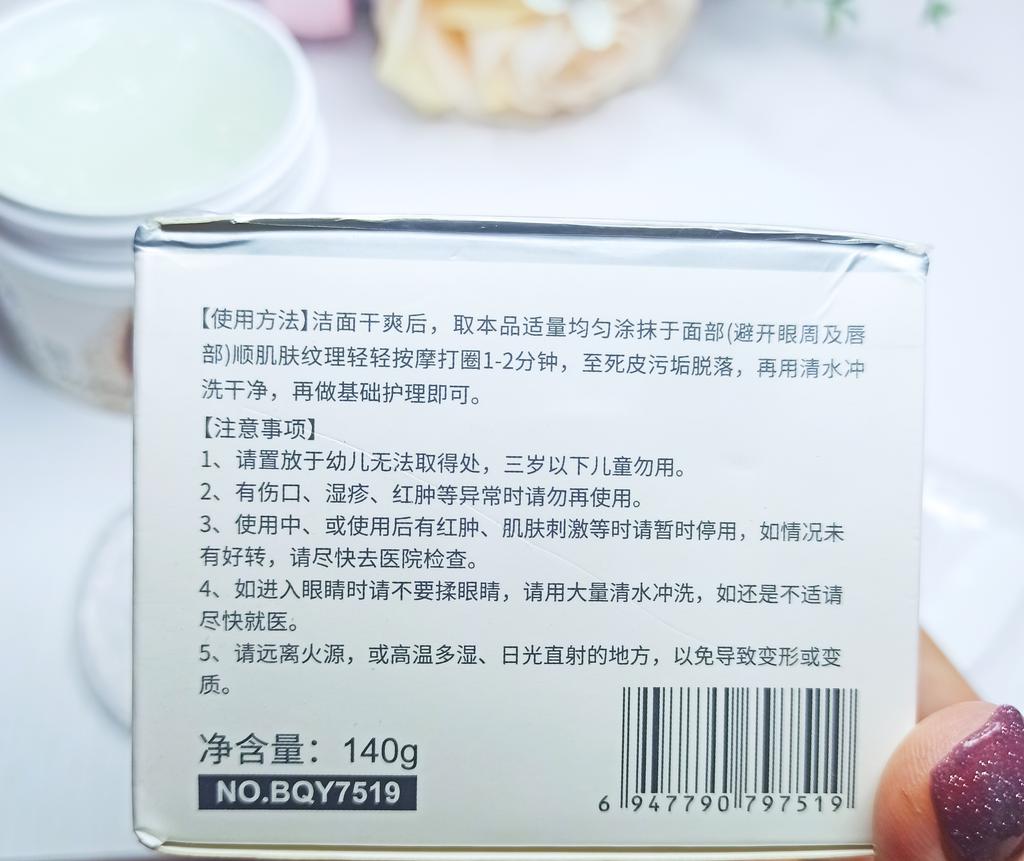 【使用方法】洁面干爽后，取本品适量均匀涂抹于面部(避开眼周及唇
部)顺肌肤纹理轻轻按摩打圈1-2分钟，至死皮污垢脱落，再用清水冲
洗干净，再做基础护理即可。
【注意事项】
1、请置放于幼儿无法取得处，三岁以下儿童勿用。
2、有伤口、湿疹、红肿等异常时请勿再使用。
3、使用中、或使用后有红肿、肌肤刺激等时请暂时停用，如情况未
有好转，请尽快去医院检查。
4、如进入眼睛时请不要揉眼睛，请用大量清水冲洗，如还是不适请
尽快就医。
5、请远离火源，或高温多湿、日光直射的地方，以免导致变形或变
质。
净含量：140g
NO.BQY7519
6 947790 797519